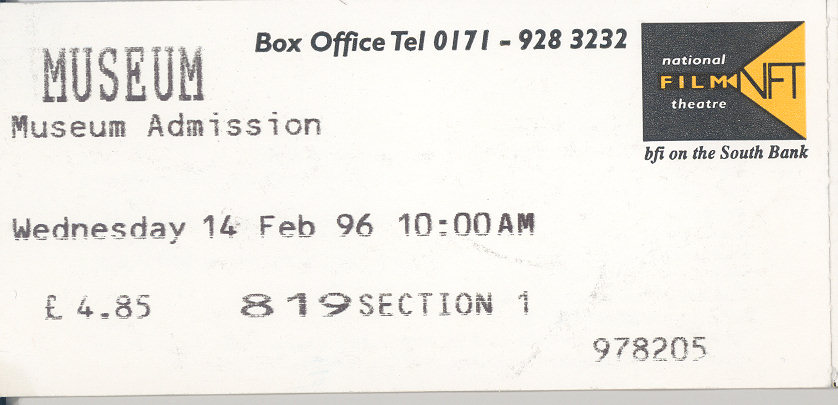 Box Office Tel 0171 - 928 3232
MUSEUM
Museum Admission
national
FILM NFT
theatre
bfi on the South Bank
Wednesday 14 Feb 96 10:00AM
£ 4.85 819 SECTION 1
978205